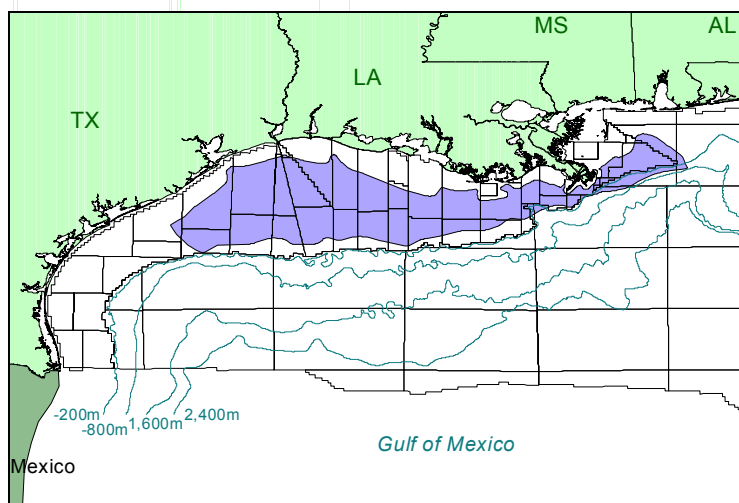 MS
AL
LA
TX
-200m
-800m
1,600m
2,400m
Gulf of Mexico
Mexico